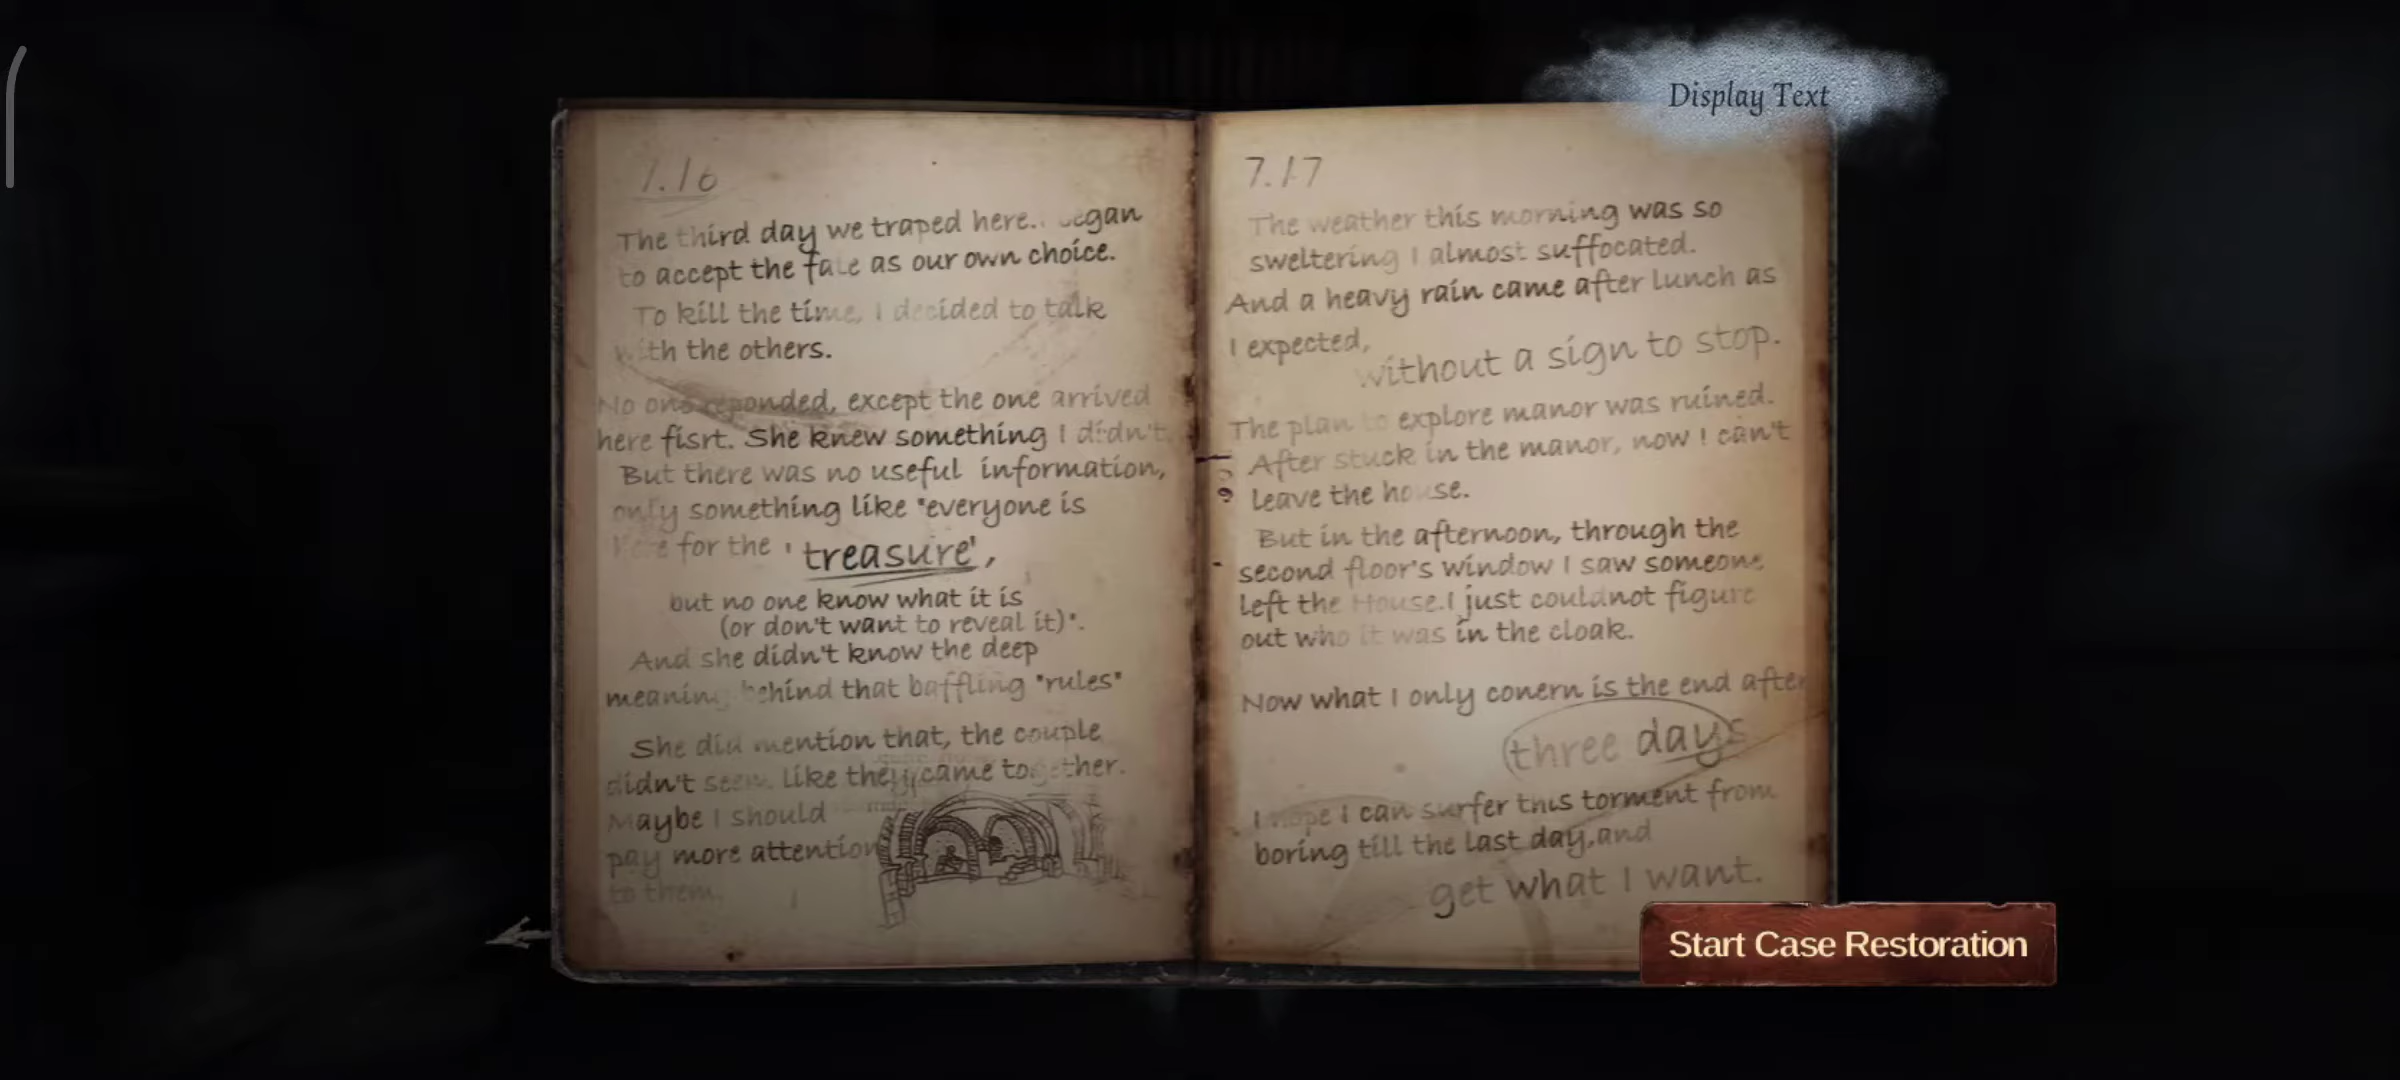 Display Text
7.16
The third day we traped here.. began
to accept the fate as our own choice.
To kill the time, I decided to talk
with the others.
No one reponded, except the one arrived
here fisrt. She knew something I didn't.
But there was no useful information,
only something like "everyone is
here for the 'treasure',
but no one know what it is
(or don't want to reveal it)".
And she didn't know the deep
meaning behind that baffling "rules"
She did mention that, the couple
didn't seem like they came together.
Maybe I should
pay more attention
to them.
7.17
The weather this morning was so
sweltering I almost suffocated.
And a heavy rain came after lunch as
I expected,
without a sign to stop.
The plan to explore manor was ruined.
After stuck in the manor, now I can't
leave the house.
But in the afternoon, through the
second floor's window I saw someone
left the House.I just couldnot figure
out who it was in the cloak.
Now what I only conern is the end after
three days
I hope I can surfer this torment from
boring till the last day,and
get what I want.
Start Case Restoration